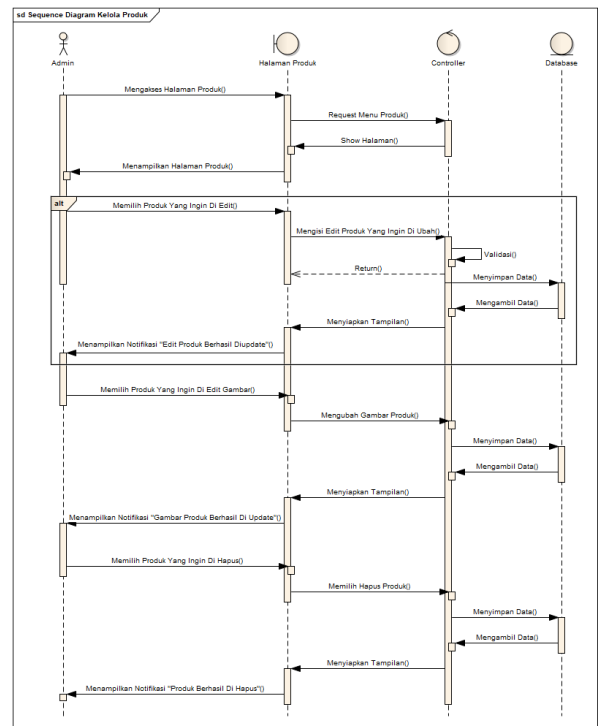 sd Sequence Diagram Kelola Produk
Admin
Halaman Produk
Controller
Database
Mengakses Halaman Produk()
Request Menu Produk()
Show Halaman()
Menampilkan Halaman Produk()
alt
Memilih Produk Yang Ingin Di Edit()
Mengisi Edit Produk Yang Ingin Di Ubah()
Validasi()
Return()
Menyimpan Data()
Mengambil Data()
Menyiapkan Tampilan()
Menampilkan Notifikasi "Edit Produk Berhasil Diupdate"()
Memilih Produk Yang Ingin Di Edit Gambar()
Mengubah Gambar Produk()
Menyimpan Data()
Mengambil Data()
Menyiapkan Tampilan()
Menampilkan Notifikasi "Gambar Produk Berhasil Di Update"()
Memilih Produk Yang Ingin Di Hapus()
Memilih Hapus Produk()
Menyimpan Data()
Mengambil Data()
Menyiapkan Tampilan()
Menampilkan Notifikasi "Produk Berhasil Di Hapus"()